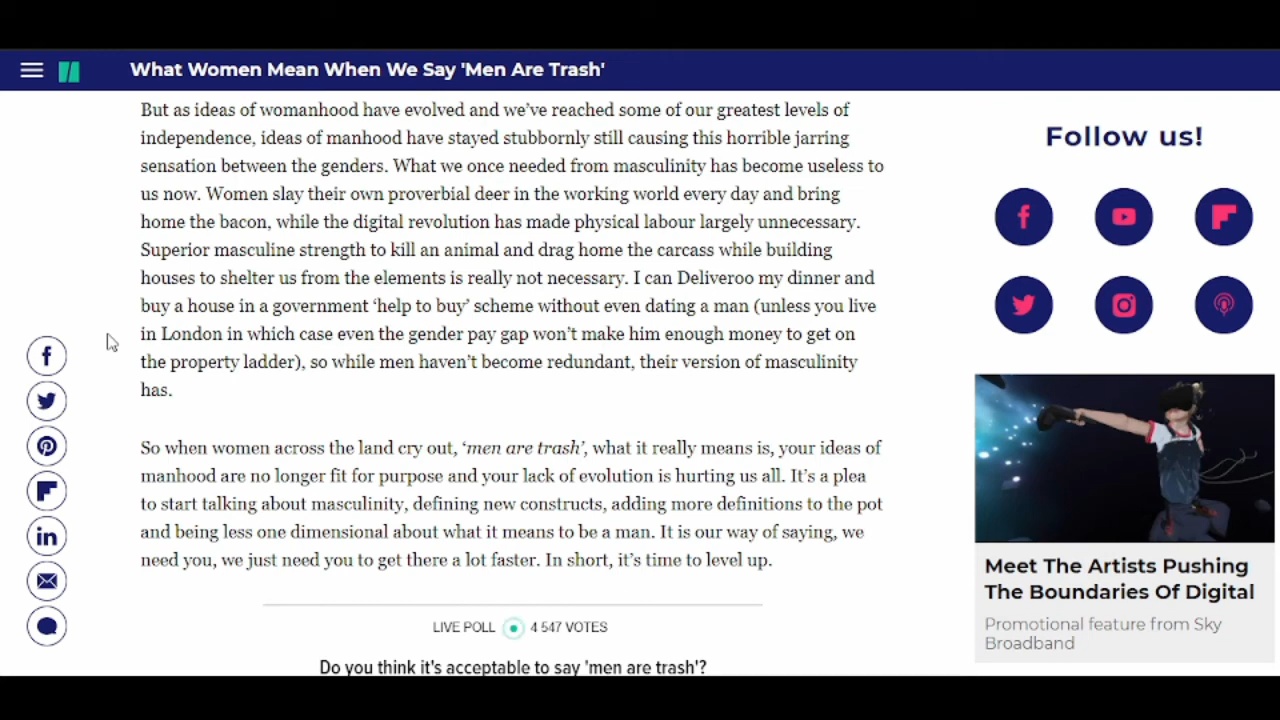 What Women Mean When We Say 'Men Are Trash'
But as ideas of womanhood have evolved and we’ve reached some of our greatest levels of
independence, ideas of manhood have stayed stubbornly still causing this horrible jarring
sensation between the genders. What we once needed from masculinity has become useless to
us now. Women slay their own proverbial deer in the working world every day and bring
home the bacon, while the digital revolution has made physical labour largely unnecessary.
Superior masculine strength to kill an animal and drag home the carcass while building
houses to shelter us from the elements is really not necessary. I can Deliveroo my dinner and
buy a house in a government ‘help to buy’ scheme without even dating a man (unless you live
in London in which case even the gender pay gap won’t make him enough money to get on
the property ladder), so while men haven’t become redundant, their version of masculinity
has.
So when women across the land cry out, ‘men are trash’, what it really means is, your ideas of
manhood are no longer fit for purpose and your lack of evolution is hurting us all. It’s a plea
to start talking about masculinity, defining new constructs, adding more definitions to the pot
and being less one dimensional about what it means to be a man. It is our way of saying, we
need you, we just need you to get there a lot faster. In short, it’s time to level up.
LIVE POLL 4 547 VOTES
Do you think it's acceptable to say 'men are trash'?
Follow us!
Meet The Artists Pushing
The Boundaries Of Digital
Promotional feature from Sky
Broadband